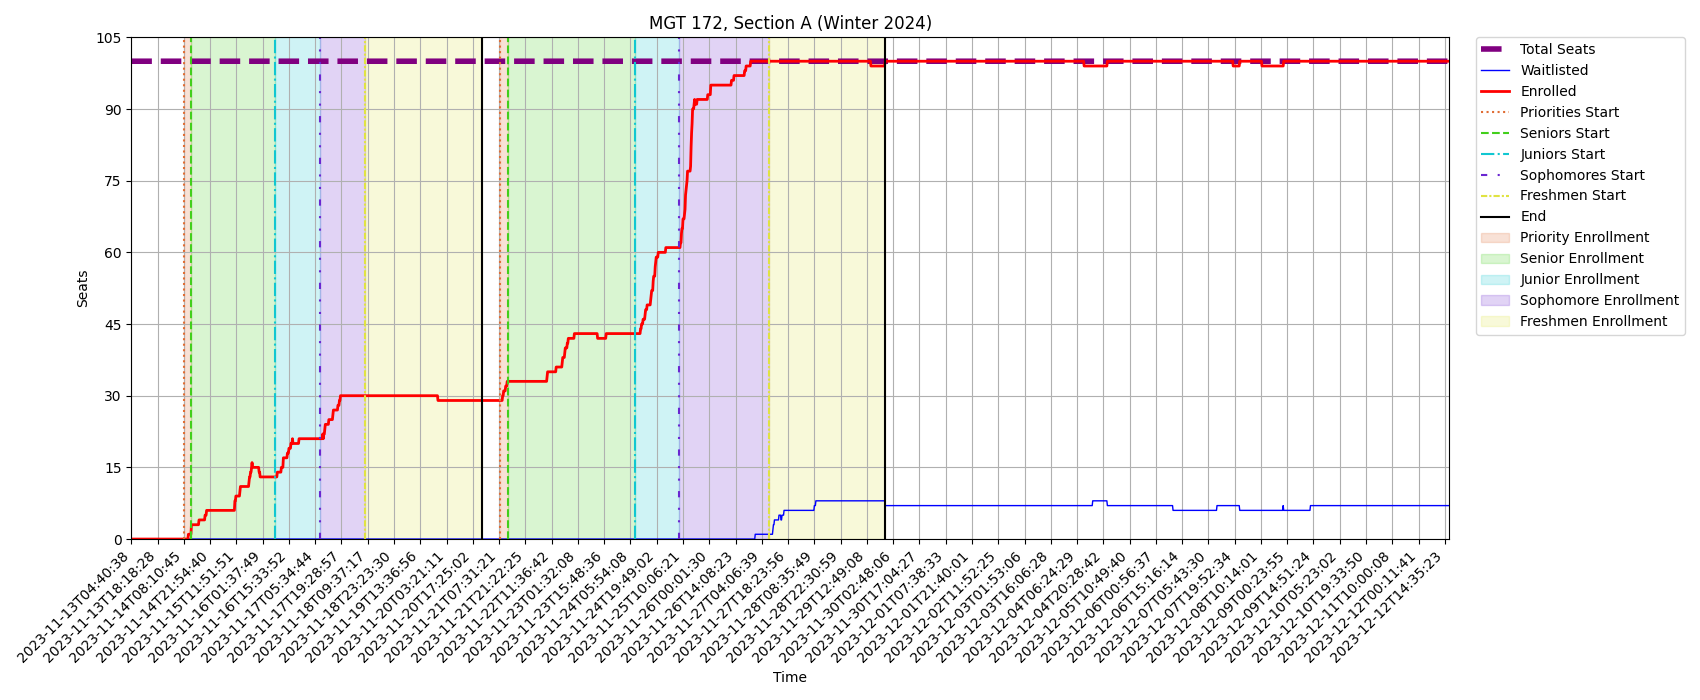 MGT 172, Section A (Winter 2024)
105
90
75
60
45
30
15
0
Seats
2023-11-13T04:40:38
2023-11-13T18:18:28
2023-11-14T08:10:45
2023-11-14T21:54:40
2023-11-15T11:51:51
2023-11-16T01:37:49
2023-11-16T15:33:52
2023-11-17T05:34:44
2023-11-17T19:28:57
2023-11-18T09:37:17
2023-11-18T23:23:30
2023-11-19T13:36:56
2023-11-20T03:21:11
2023-11-20T17:25:02
2023-11-21T07:31:21
2023-11-21T21:22:25
2023-11-22T11:36:42
2023-11-23T01:32:08
2023-11-23T15:48:36
2023-11-24T05:54:08
2023-11-24T19:49:02
2023-11-25T10:06:21
2023-11-26T00:01:30
2023-11-26T14:08:23
2023-11-27T04:06:39
2023-11-27T18:23:56
2023-11-28T08:35:49
2023-11-28T22:30:59
2023-11-29T12:49:08
2023-11-30T02:48:06
2023-11-30T17:04:27
2023-12-01T07:38:33
2023-12-01T21:40:01
2023-12-02T11:52:25
2023-12-03T01:53:06
2023-12-03T16:06:28
2023-12-04T06:24:29
2023-12-04T20:28:42
2023-12-05T10:49:40
2023-12-06T00:56:37
2023-12-06T15:16:14
2023-12-07T05:43:30
2023-12-07T19:52:34
2023-12-08T10:14:01
2023-12-09T00:23:55
2023-12-09T14:51:24
2023-12-10T05:23:02
2023-12-10T19:33:50
2023-12-11T10:00:08
2023-12-12T00:11:41
2023-12-12T14:35:23
Time
Total Seats
Waitlisted
Enrolled
Priorities Start
Seniors Start
Juniors Start
Sophomores Start
Freshmen Start
End
Priority Enrollment
Senior Enrollment
Junior Enrollment
Sophomore Enrollment
Freshmen Enrollment